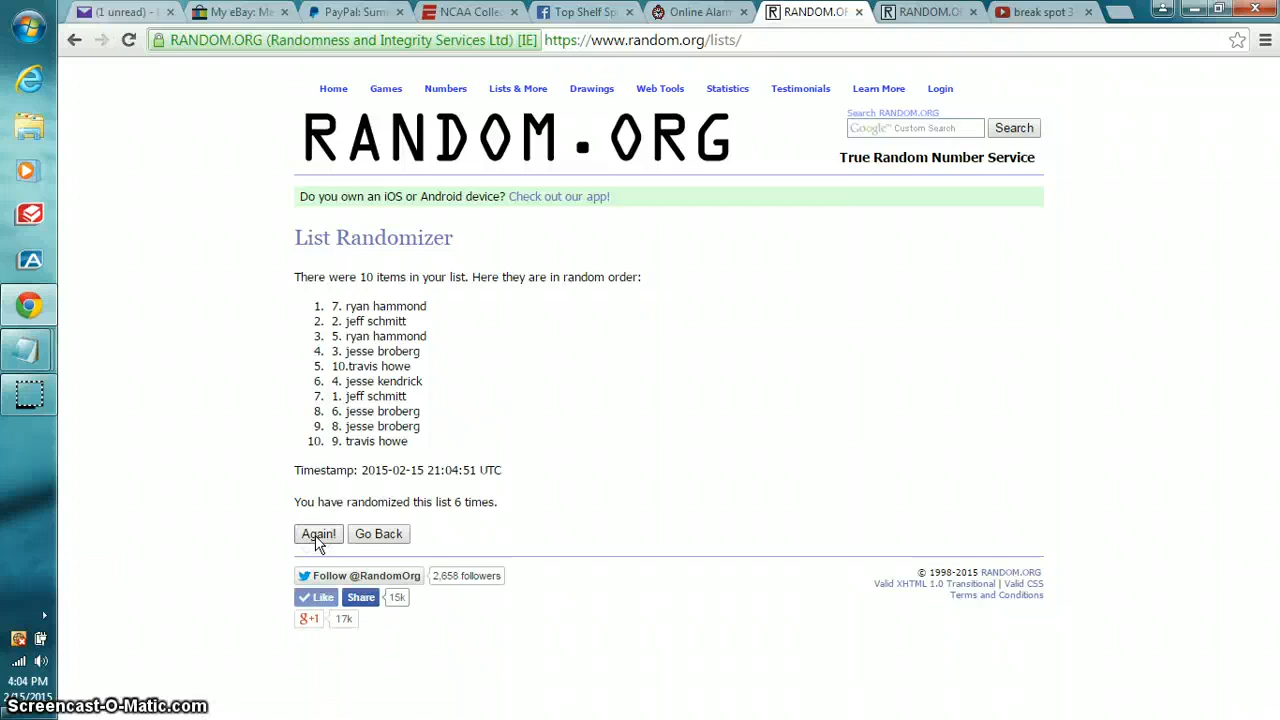 (1 unread) -
My eBay: Me
PayPal: Sum
NCAA Colle
Top Shelf Sp
Online Alarm
RANDOM.O
RANDOM.O
break spot 3
RANDOM.ORG (Randomness and Integrity Services Ltd) [IE]
https://www.random.org/lists/
Home Games Numbers Lists & More Drawings Web Tools Statistics Testimonials Learn More Login
RANDOM.ORG
Search RANDOM.ORG
Google™ Custom Search
Search
True Random Number Service
Do you own an iOS or Android device? Check out our app!
List Randomizer
There were 10 items in your list. Here they are in random order:
1. 7. ryan hammond
2. 2. jeff schmitt
3. 5. ryan hammond
4. 3. jesse broberg
5. 10.travis howe
6. 4. jesse kendrick
7. 1. jeff schmitt
8. 6. jesse broberg
9. 8. jesse broberg
10. 9. travis howe
Timestamp: 2015-02-15 21:04:51 UTC
You have randomized this list 6 times.
Again! Go Back
Follow @RandomOrg 2,658 followers
Like Share 15k
g+1 17k
© 1998-2015 RANDOM.ORG
Valid XHTML 1.0 Transitional | Valid CSS
Terms and Conditions
4:04 PM
2/15/2015
Screencast-O-Matic.com